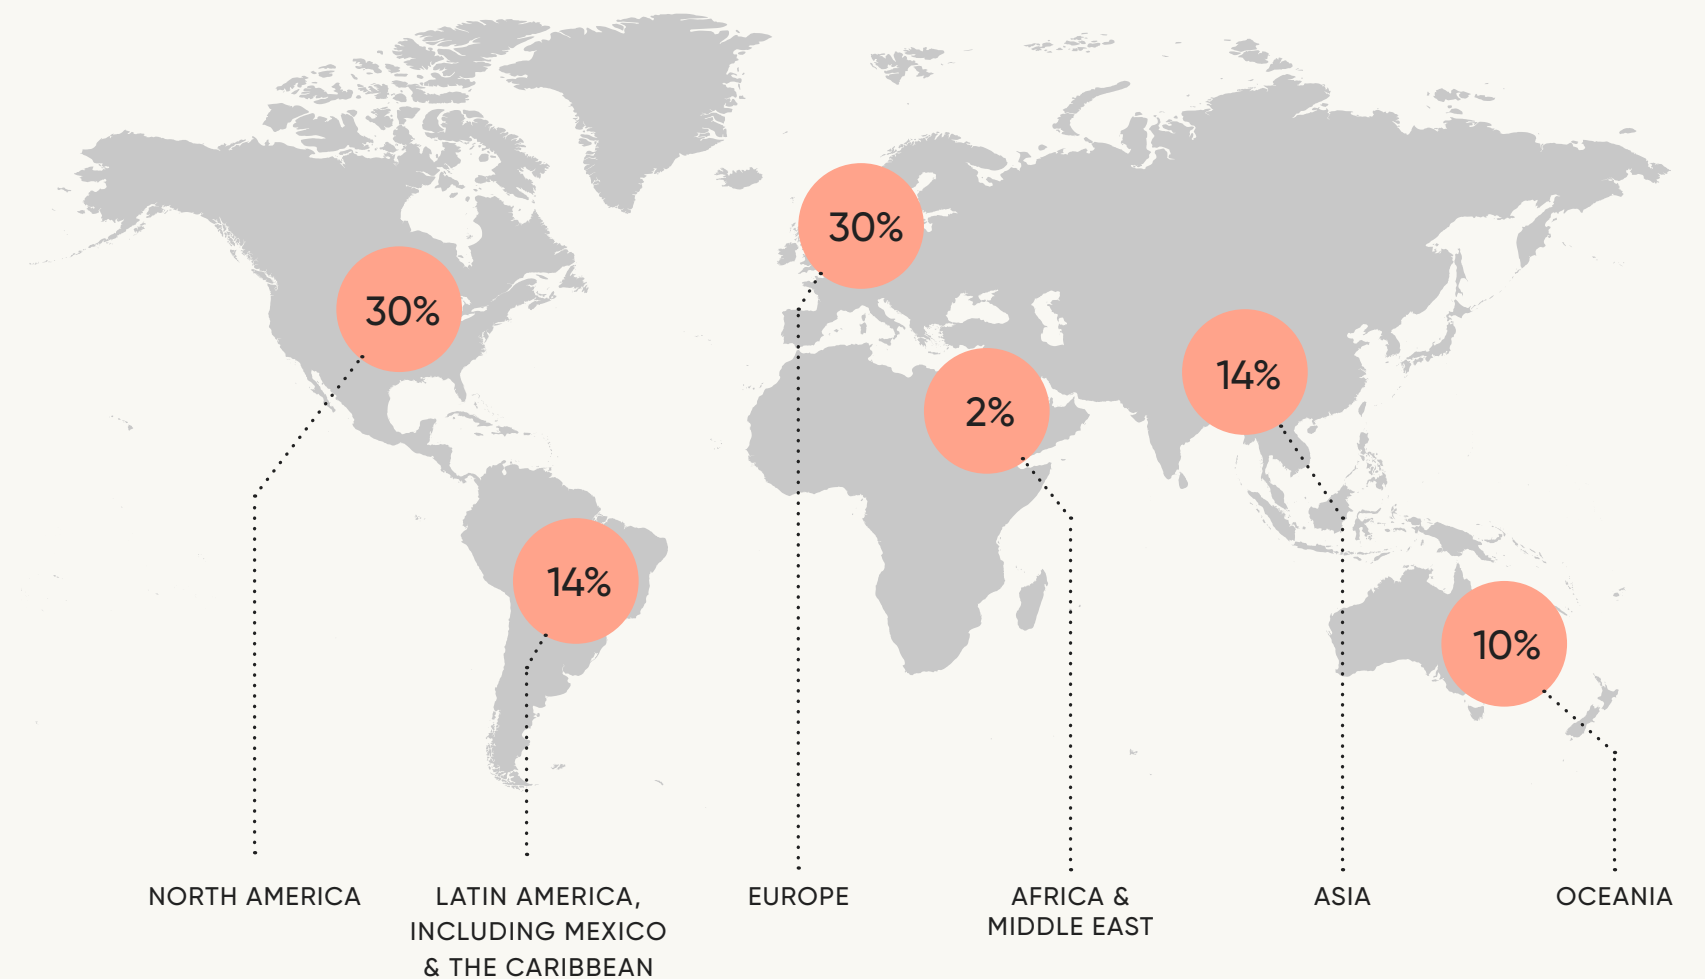 30%
30%
14%
2%
14%
10%
NORTH AMERICA
LATIN AMERICA,
INCLUDING MEXICO
& THE CARIBBEAN
EUROPE
AFRICA &
MIDDLE EAST
ASIA
OCEANIA